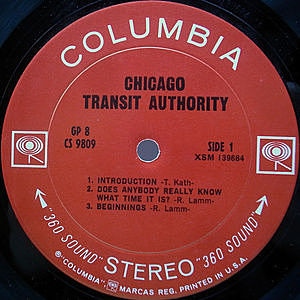 COLUMBIA
CHICAGO
TRANSIT AUTHORITY
GP 8
CS 9809
SIDE 1
XSM 139684
1. INTRODUCTION -T. Kath-
2. DOES ANYBODY REALLY KNOW
WHAT TIME IT IS? -R. Lamm-
3. BEGINNINGS -R. Lamm-
"360 SOUND" STEREO "360 SOUND"
® "COLUMBIA", MARCAS REG. PRINTED IN U.S.A.